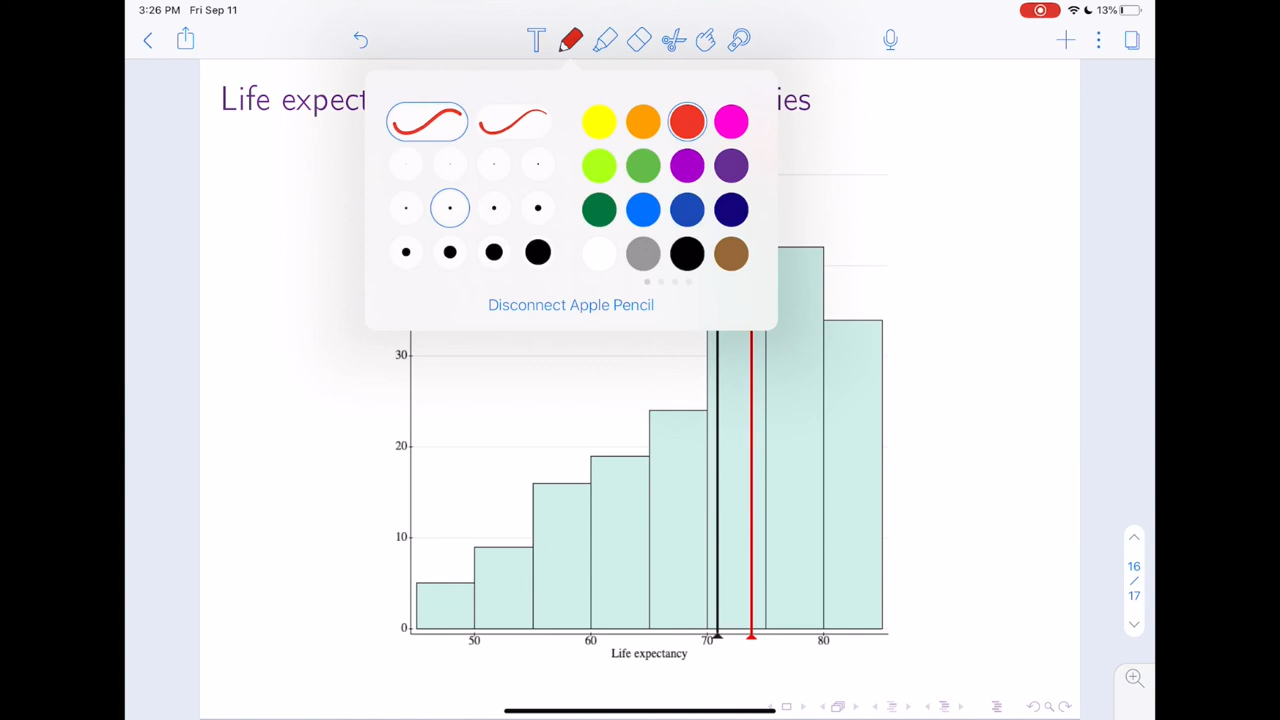 3:26 PM Fri Sep 11
13%
T
Life expect ies
Disconnect Apple Pencil
30
20
10
0
50 60 70 80
Life expectancy
16
/
17